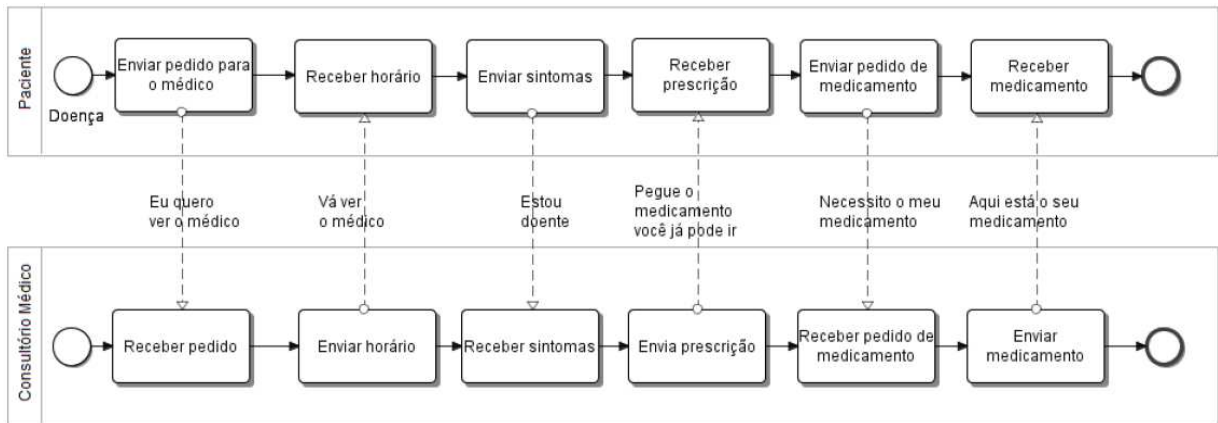 Paciente
Doença
Enviar pedido para
o médico
Receber horário
Enviar sintomas
Receber
prescrição
Enviar pedido de
medicamento
Receber
medicamento
Eu quero
ver o médico
Vá ver
o médico
Estou
doente
Pegue o
medicamento
você já pode ir
Necessito o meu
medicamento
Aqui está o seu
medicamento
Consultório Médico
Receber pedido
Enviar horário
Receber sintomas
Envia prescrição
Receber pedido de
medicamento
Enviar
medicamento